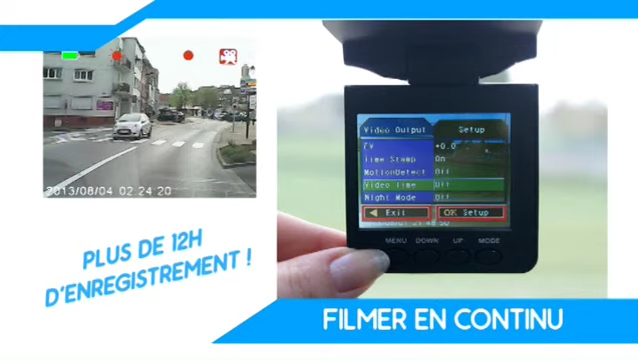 2013/08/04 02:24:20
PLUS DE 12H
D'ENREGISTREMENT !
Video Output Setup
EV +0.0
Time Stamp On
MotionDetect Off
Video Time Off
Night Mode Off
Exit OK Setup
MENU DOWN UP MODE
FILMER EN CONTINU